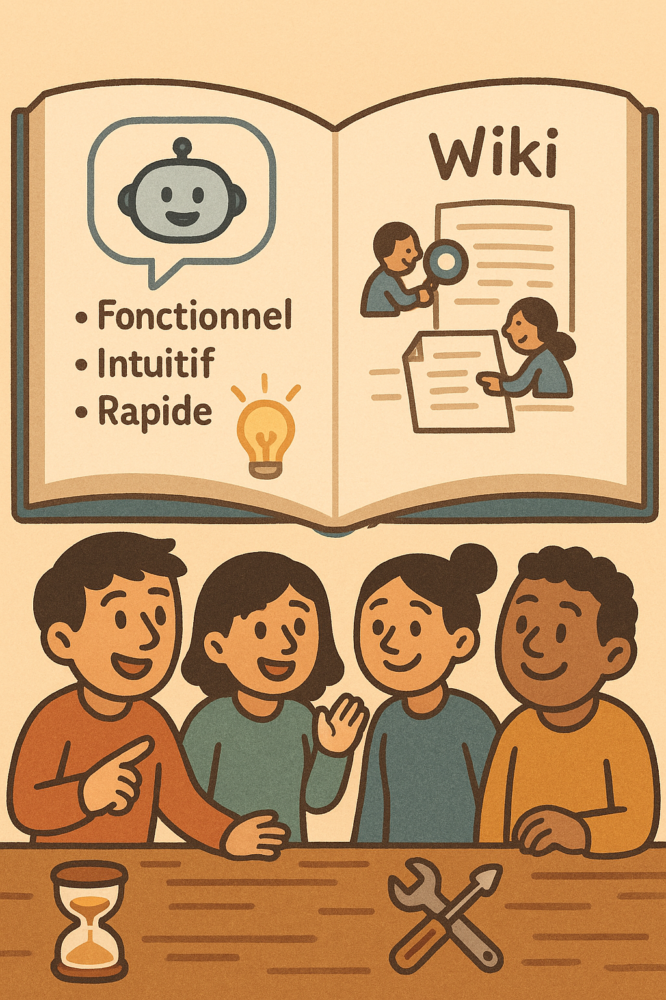 • Fonctionnel
• Intuitif
• Rapide
Wiki